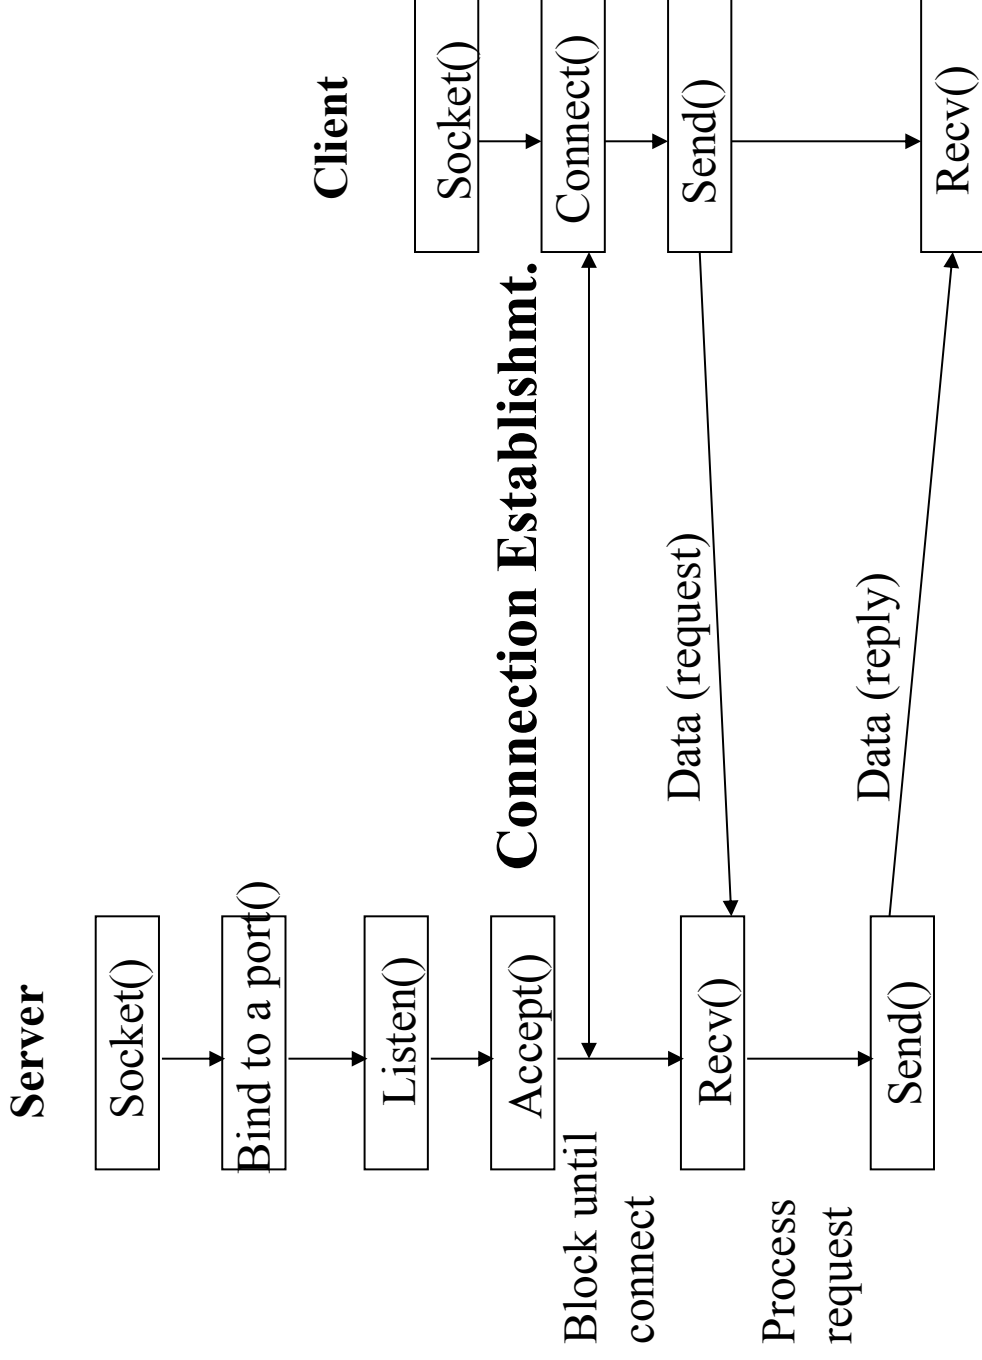 Server
Client
Socket()
Bind to a port()
Listen()
Accept()
Block until
connect
Recv()
Process
request
Send()
Connection Establishmt.
Data (request)
Data (reply)
Socket()
Connect()
Send()
Recv()